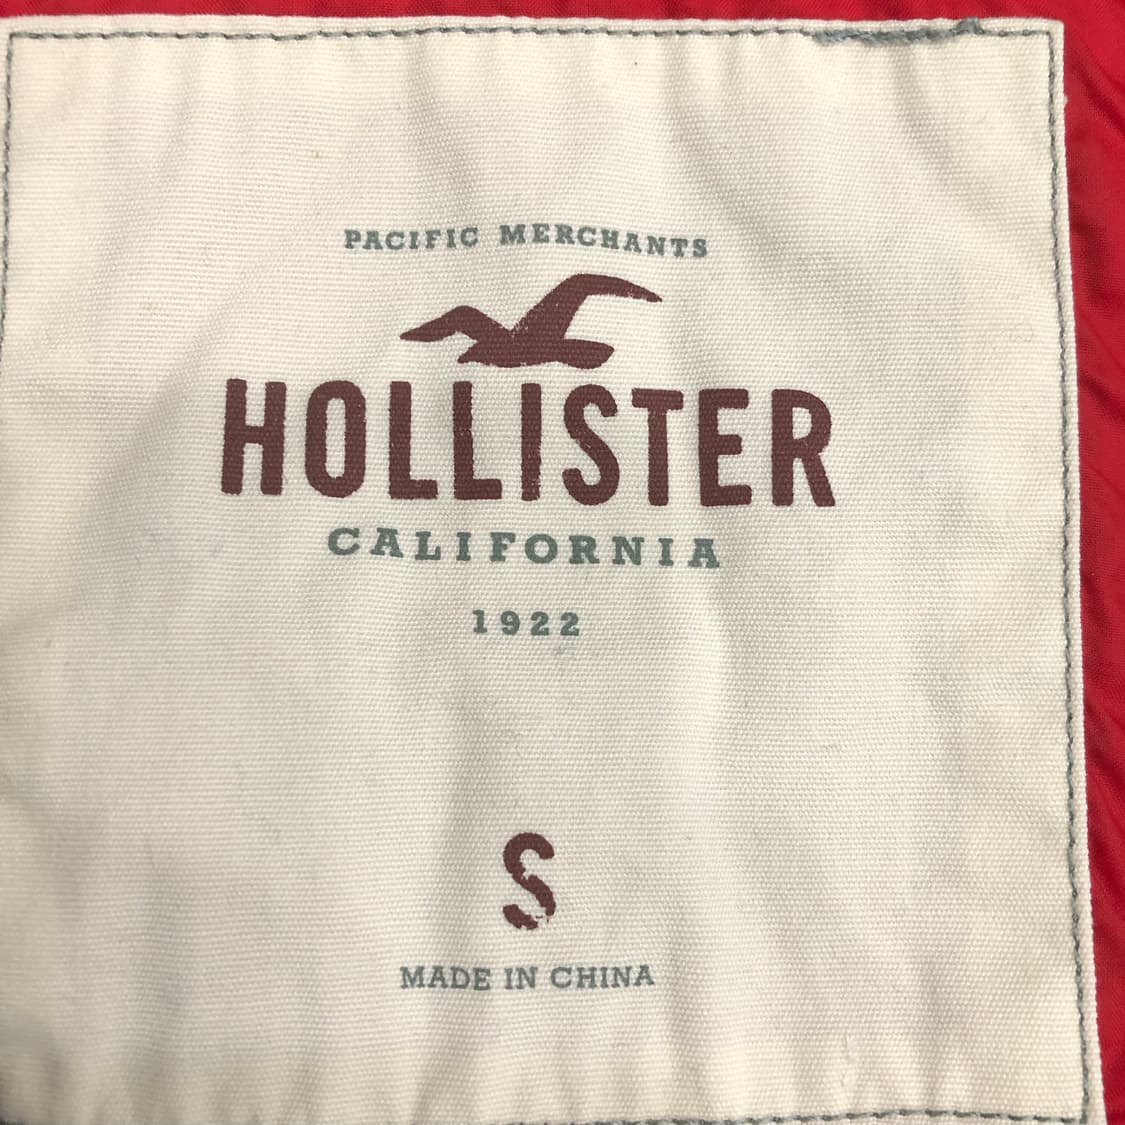 PACIFIC MERCHANTS
HOLLISTER
CALIFORNIA
1922
S
MADE IN CHINA